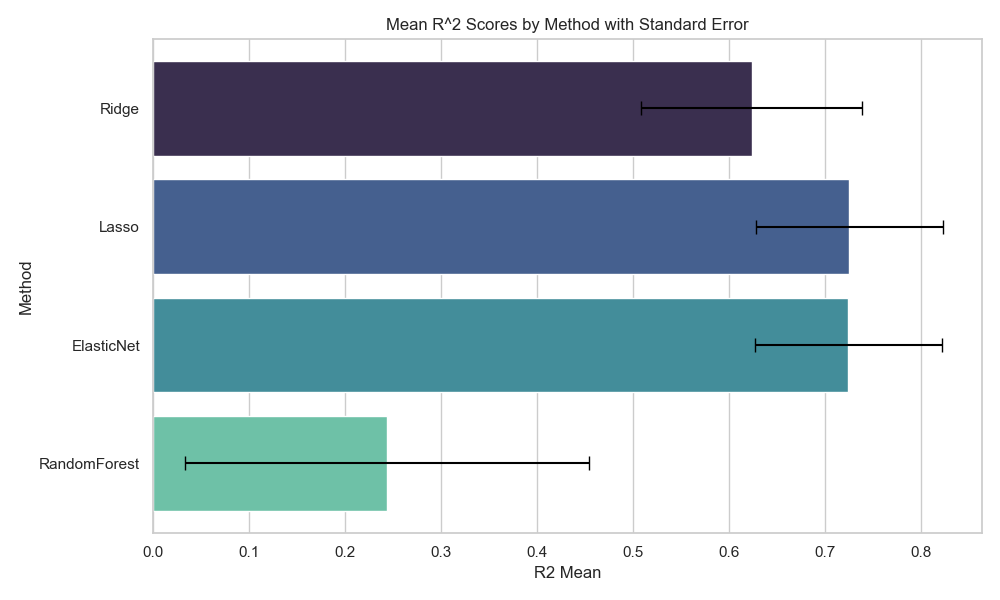 Mean R^2 Scores by Method with Standard Error
Method
Ridge
Lasso
ElasticNet
RandomForest
0.0 0.1 0.2 0.3 0.4 0.5 0.6 0.7 0.8
R2 Mean